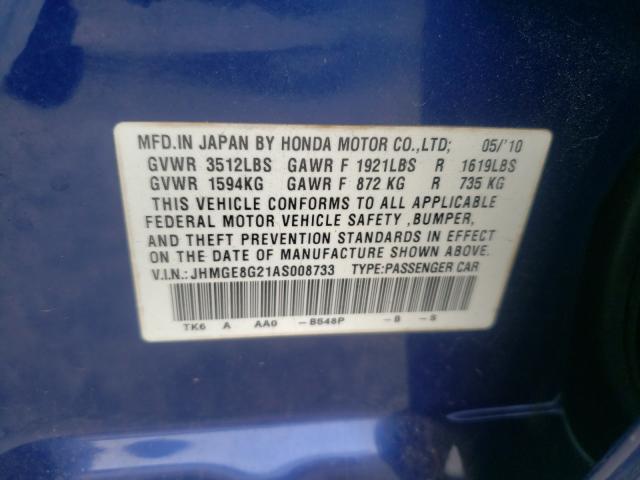 MFD.IN JAPAN BY HONDA MOTOR CO.,LTD; 05/'10
GVWR 3512LBS GAWR F 1921LBS R 1619LBS
GVWR 1594KG GAWR F 872 KG R 735 KG
THIS VEHICLE CONFORMS TO ALL APPLICABLE
FEDERAL MOTOR VEHICLE SAFETY ,BUMPER,
AND THEFT PREVENTION STANDARDS IN EFFECT
ON THE DATE OF MANUFACTURE SHOWN ABOVE.
V.I.N.: JHMGE8G21AS008733 TYPE:PASSENGER CAR
TK6 A AA0 -B548P -B -S